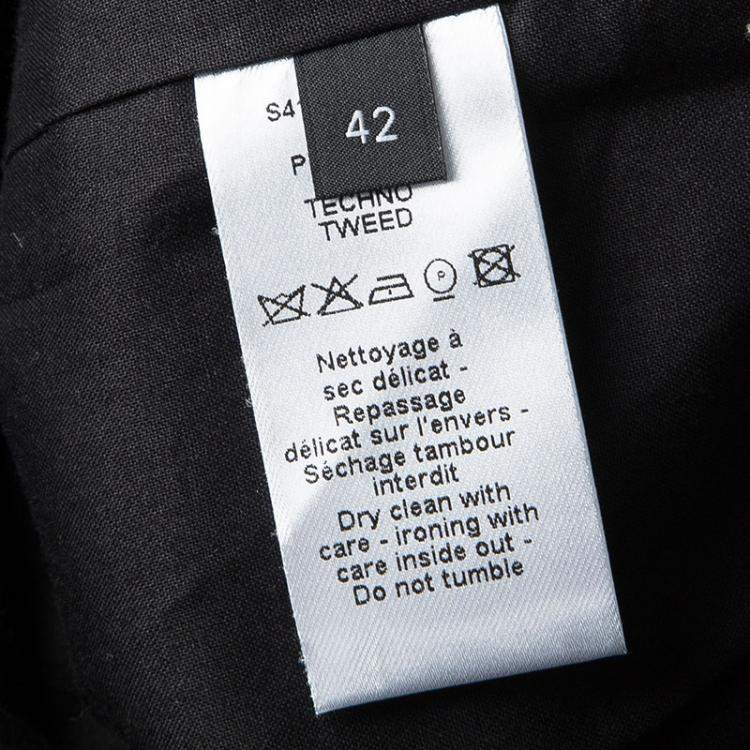 42
TECHNO
TWEED
P
Nettoyage à
sec délicat -
Repassage
délicat sur l'envers -
Séchage tambour
interdit
Dry clean with
care - ironing with
care inside out -
Do not tumble